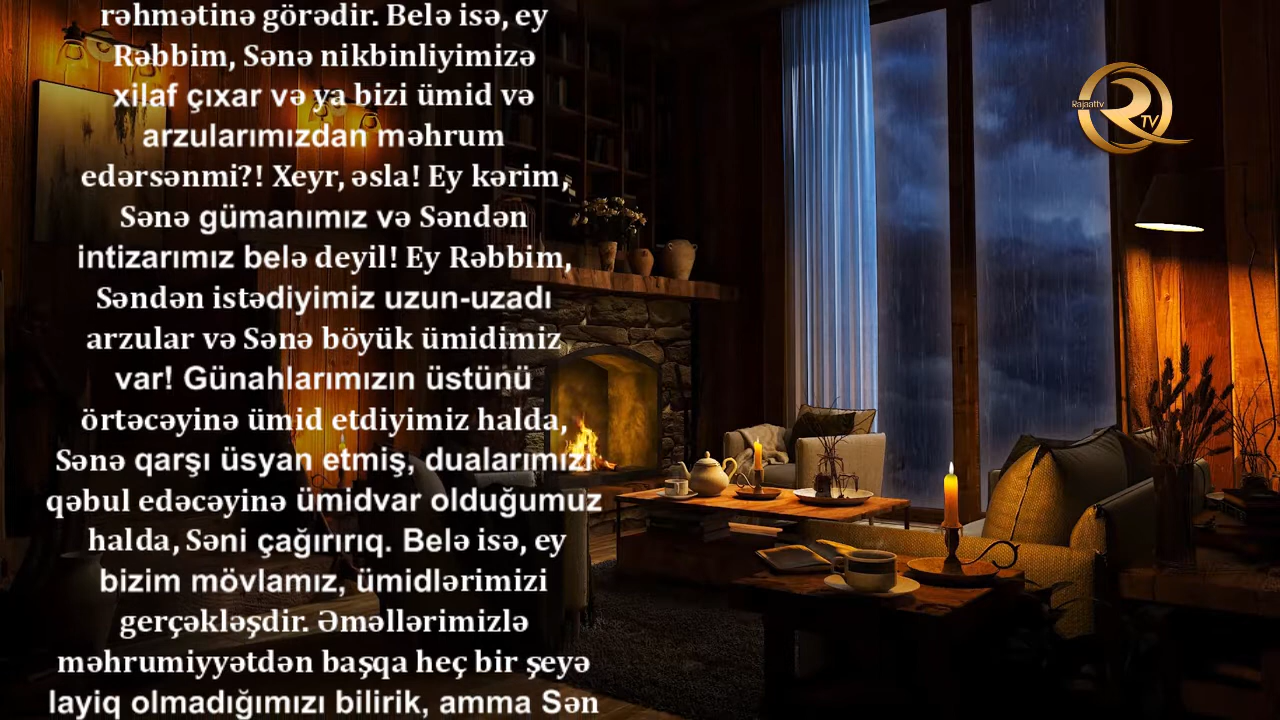 rəhmətinə görədir. Belə isə, ey
Rəbbim, Sənə nikbinliyimizə
xilaf çıxar və ya bizi ümid və
arzularımızdan məhrum
edərsənmi?! Xeyr, əsla! Ey kərim,
Sənə gümanımız və Səndən
intizarımız belə deyil! Ey Rəbbim,
Səndən istədiyimiz uzun-uzadı
arzular və Sənə böyük ümidimiz
var! Günahlarımızın üstünü
örtəcəyinə ümid etdiyimiz halda,
Sənə qarşı üsyan etmiş, dualarımızı
qəbul edəcəyinə ümidvar olduğumuz
halda, Səni çağırırıq. Belə isə, ey
bizim mövlamız, ümidlərimizi
gerçəkləşdir. Əməllərimizlə
məhrumiyyətdən başqa heç bir şeyə
layiq olmadığımızı bilirik, amma Sən
Rajaattv
R
TV